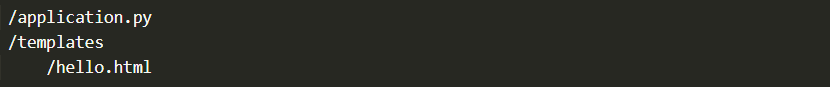 /application.py
/templates
    /hello.html